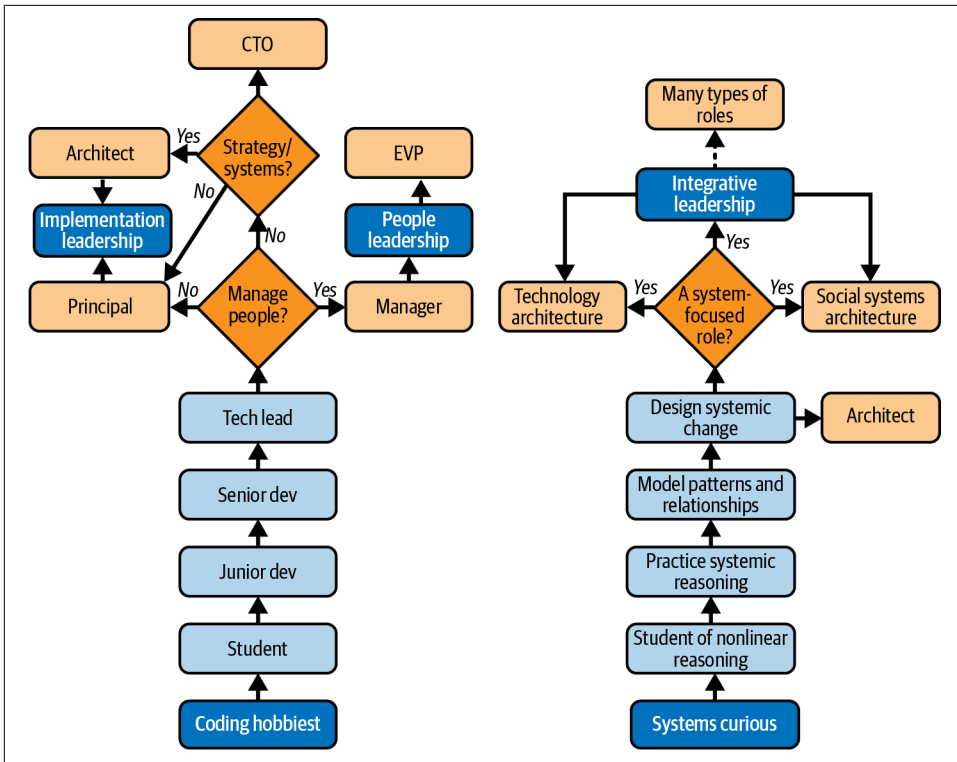 CTO
Strategy/
systems?
Yes
Architect
No
Implementation
leadership
EVP
People
leadership
No
Principal
No
Manage
people?
Yes
Manager
Tech lead
Senior dev
Junior dev
Student
Coding hobbiest
Many types of
roles
Integrative
leadership
Yes
Technology
architecture
Yes
A system-
focused
role?
Yes
Social systems
architecture
Design systemic
change
Architect
Model patterns and
relationships
Practice systemic
reasoning
Student of nonlinear
reasoning
Systems curious